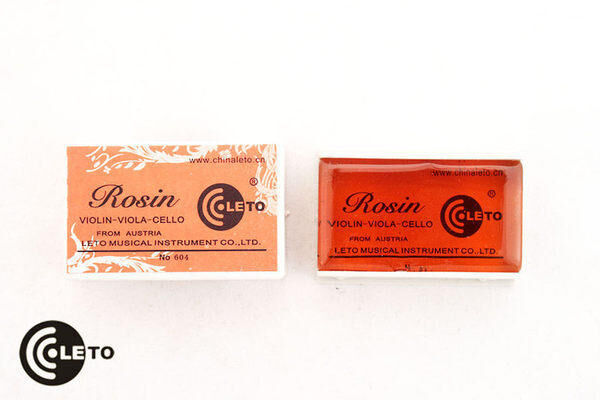 www.chinaleto.cn
Rosin
LETO
®
VIOLIN-VIOLA-CELLO
FROM AUSTRIA
LETO MUSICAL INSTRUMENT CO.,LTD.
No 604
www.chinaleto.cn
Rosin
LETO
®
VIOLIN-VIOLA-CELLO
FROM AUSTRIA
LETO MUSICAL INSTRUMENT CO.,LTD.
LETO